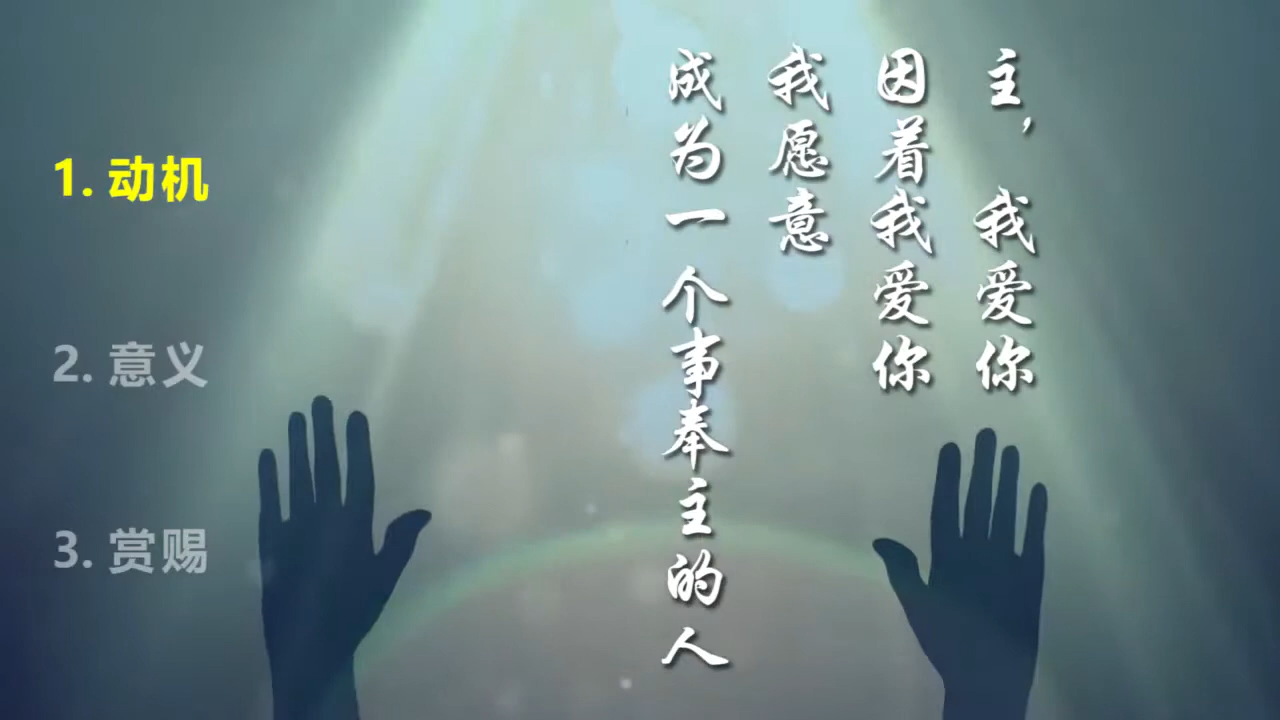 1. 动机
2. 意义
3. 赏赐
主，我爱你
因着我爱你
我愿意
成为一个事奉主的人